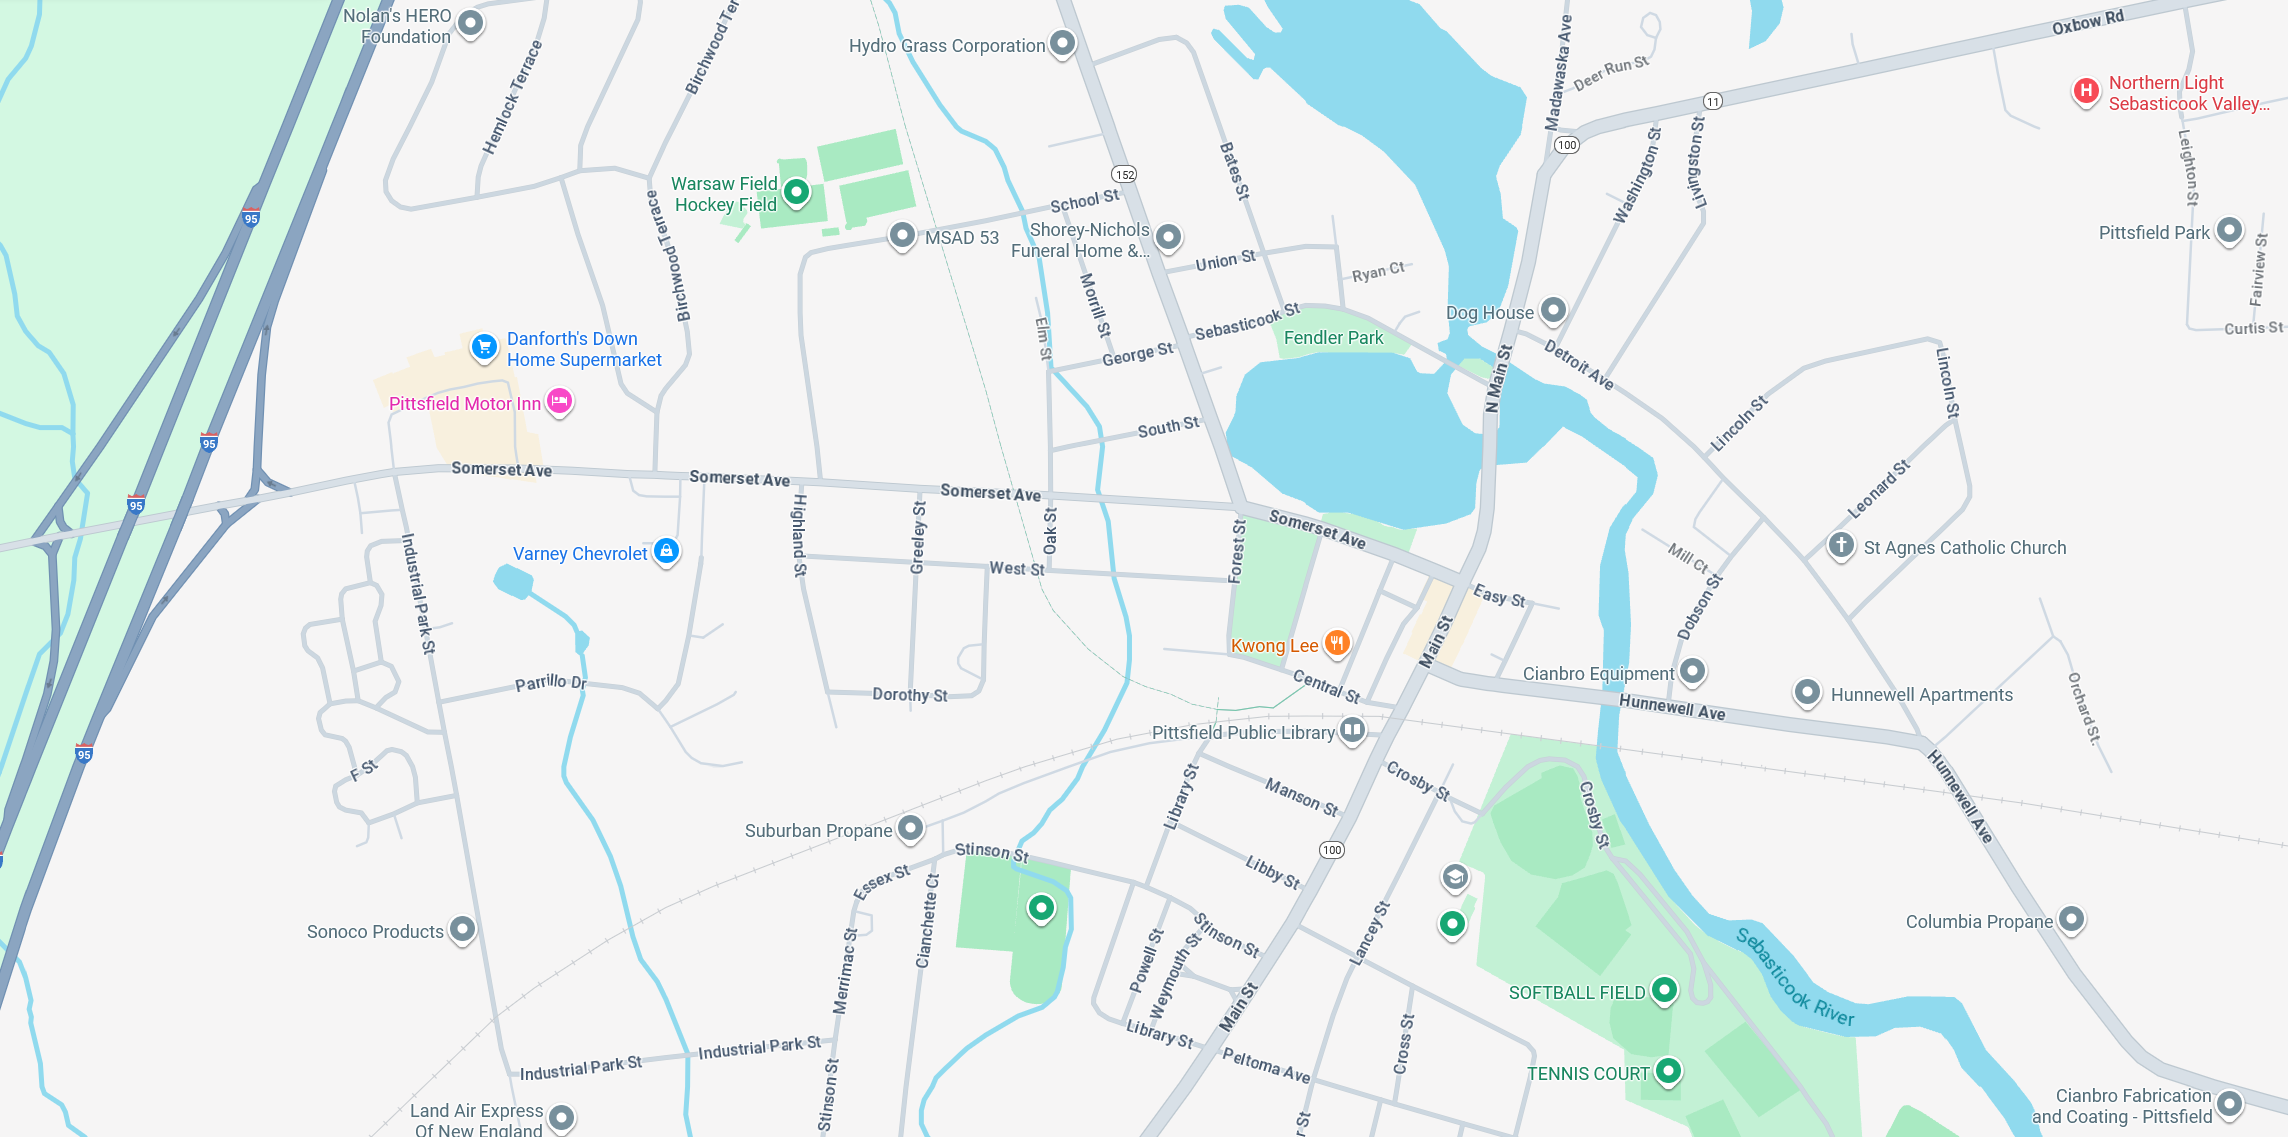 Nolan's HERO
Foundation
Hemlock Terrace
Birchwood Ter
Hydro Grass Corporation
Madawaska Ave
Deer Run St
Oxbow Rd
11
100
Northern Light
Sebasticook Valley...
H
Washington St
Livingston St
Leighton St
Bates St
152
School St
Warsaw Field
Hockey Field
MSAD 53
Shorey-Nichols
Funeral Home &...
Union St
Ryan Ct
Pittsfield Park
Fairview St
Curtis St
95
Birchwood Terrace
Morrill St
Elm St
George St
Sebasticook St
Fendler Park
Dog House
Detroit Ave
N Main St
Danforth's Down
Home Supermarket
Pittsfield Motor Inn
95
South St
Lincoln St
Lincoln St
Leonard St
Somerset Ave
Somerset Ave
Somerset Ave
Somerset Ave
95
Highland St
Greeley St
Oak St
Forest St
West St
Varney Chevrolet
Industrial Park St
Mill Ct
St Agnes Catholic Church
Easy St
Dobson St
Main St
Kwong Lee
Central St
Cianbro Equipment
Hunnewell Ave
Hunnewell Apartments
Orchard St.
Parrillo Dr
Dorothy St
Pittsfield Public Library
95
F St
Crosby St
Crosby St
Manson St
Library St
Hunnewell Ave
Suburban Propane
Stinson St
100
Libby St
Essex St
Cianchette Ct
Lancey St
Stinson St
Powell St
Weymouth St
Merrimac St
Sonoco Products
Columbia Propane
Sebasticook River
SOFTBALL FIELD
Main St
Library St
Peltoma Ave
Cross St
TENNIS COURT
Industrial Park St
Industrial Park St
Stinson St
Land Air Express
Of New England
r St
Cianbro Fabrication
and Coating - Pittsfield